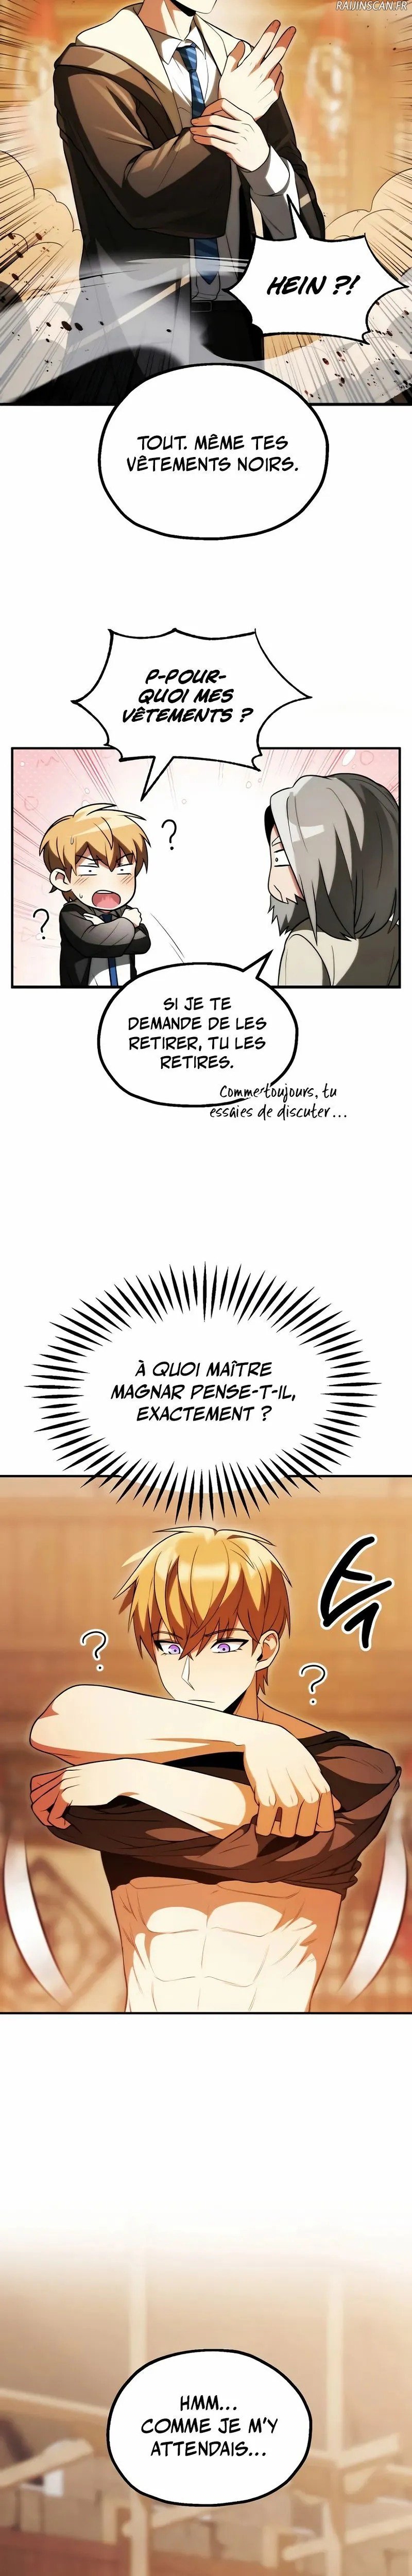 RAIJINSCAN.FR
HEIN ?!
TOUT. MÊME TES
VÊTEMENTS NOIRS.
P-POUR-
QUOI MES
VÊTEMENTS ?
?
?
SI JE TE
DEMANDE DE LES
RETIRER, TU LES
RETIRES.
Comme toujours, tu
essaies de discuter...
À QUOI MAÎTRE
MAGNAR PENSE-T-IL,
EXACTEMENT ?
?
?
HMM...
COMME JE M'Y
ATTENDAIS...